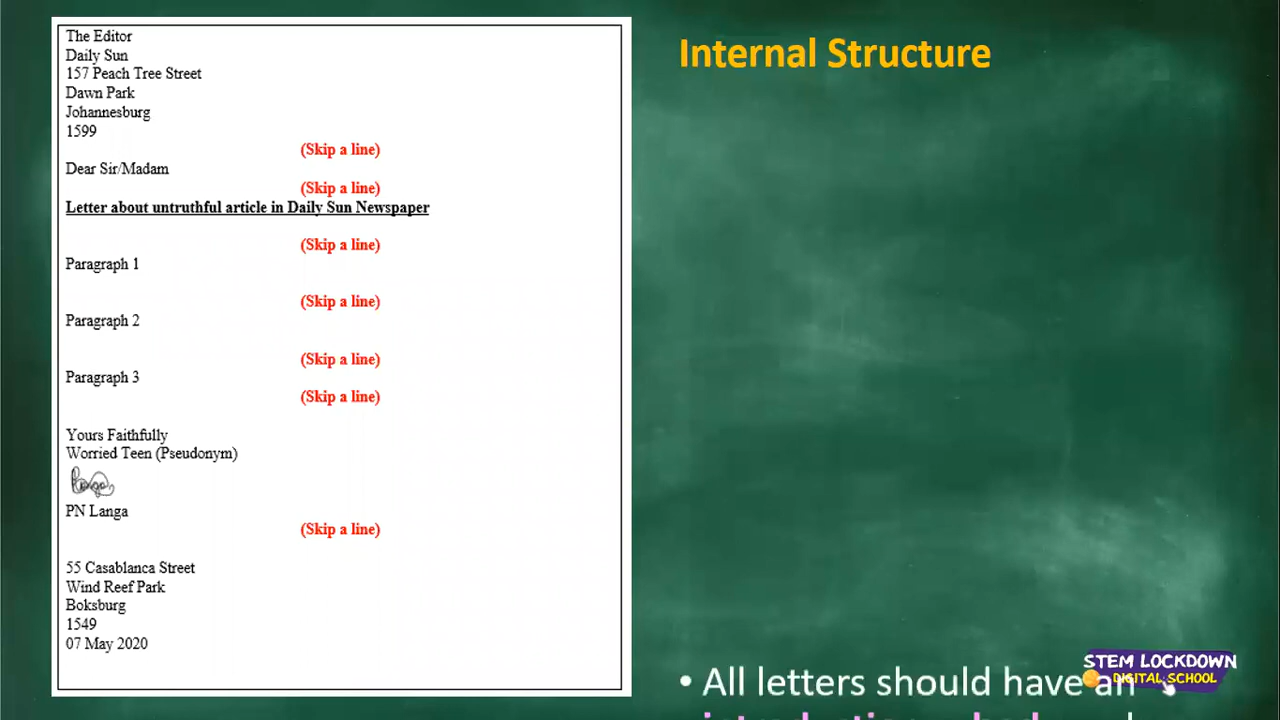 The Editor
Daily Sun
157 Peach Tree Street
Dawn Park
Johannesburg
1599
(Skip a line)
Dear Sir/Madam
(Skip a line)
Letter about untruthful article in Daily Sun Newspaper
(Skip a line)
Paragraph 1
(Skip a line)
Paragraph 2
(Skip a line)
Paragraph 3
(Skip a line)
Yours Faithfully
Worried Teen (Pseudonym)
PN Langa
(Skip a line)
55 Casablanca Street
Wind Reef Park
Boksburg
1549
07 May 2020
Internal Structure
• All letters should have an
STEM LOCKDOWN
DIGITAL SCHOOL